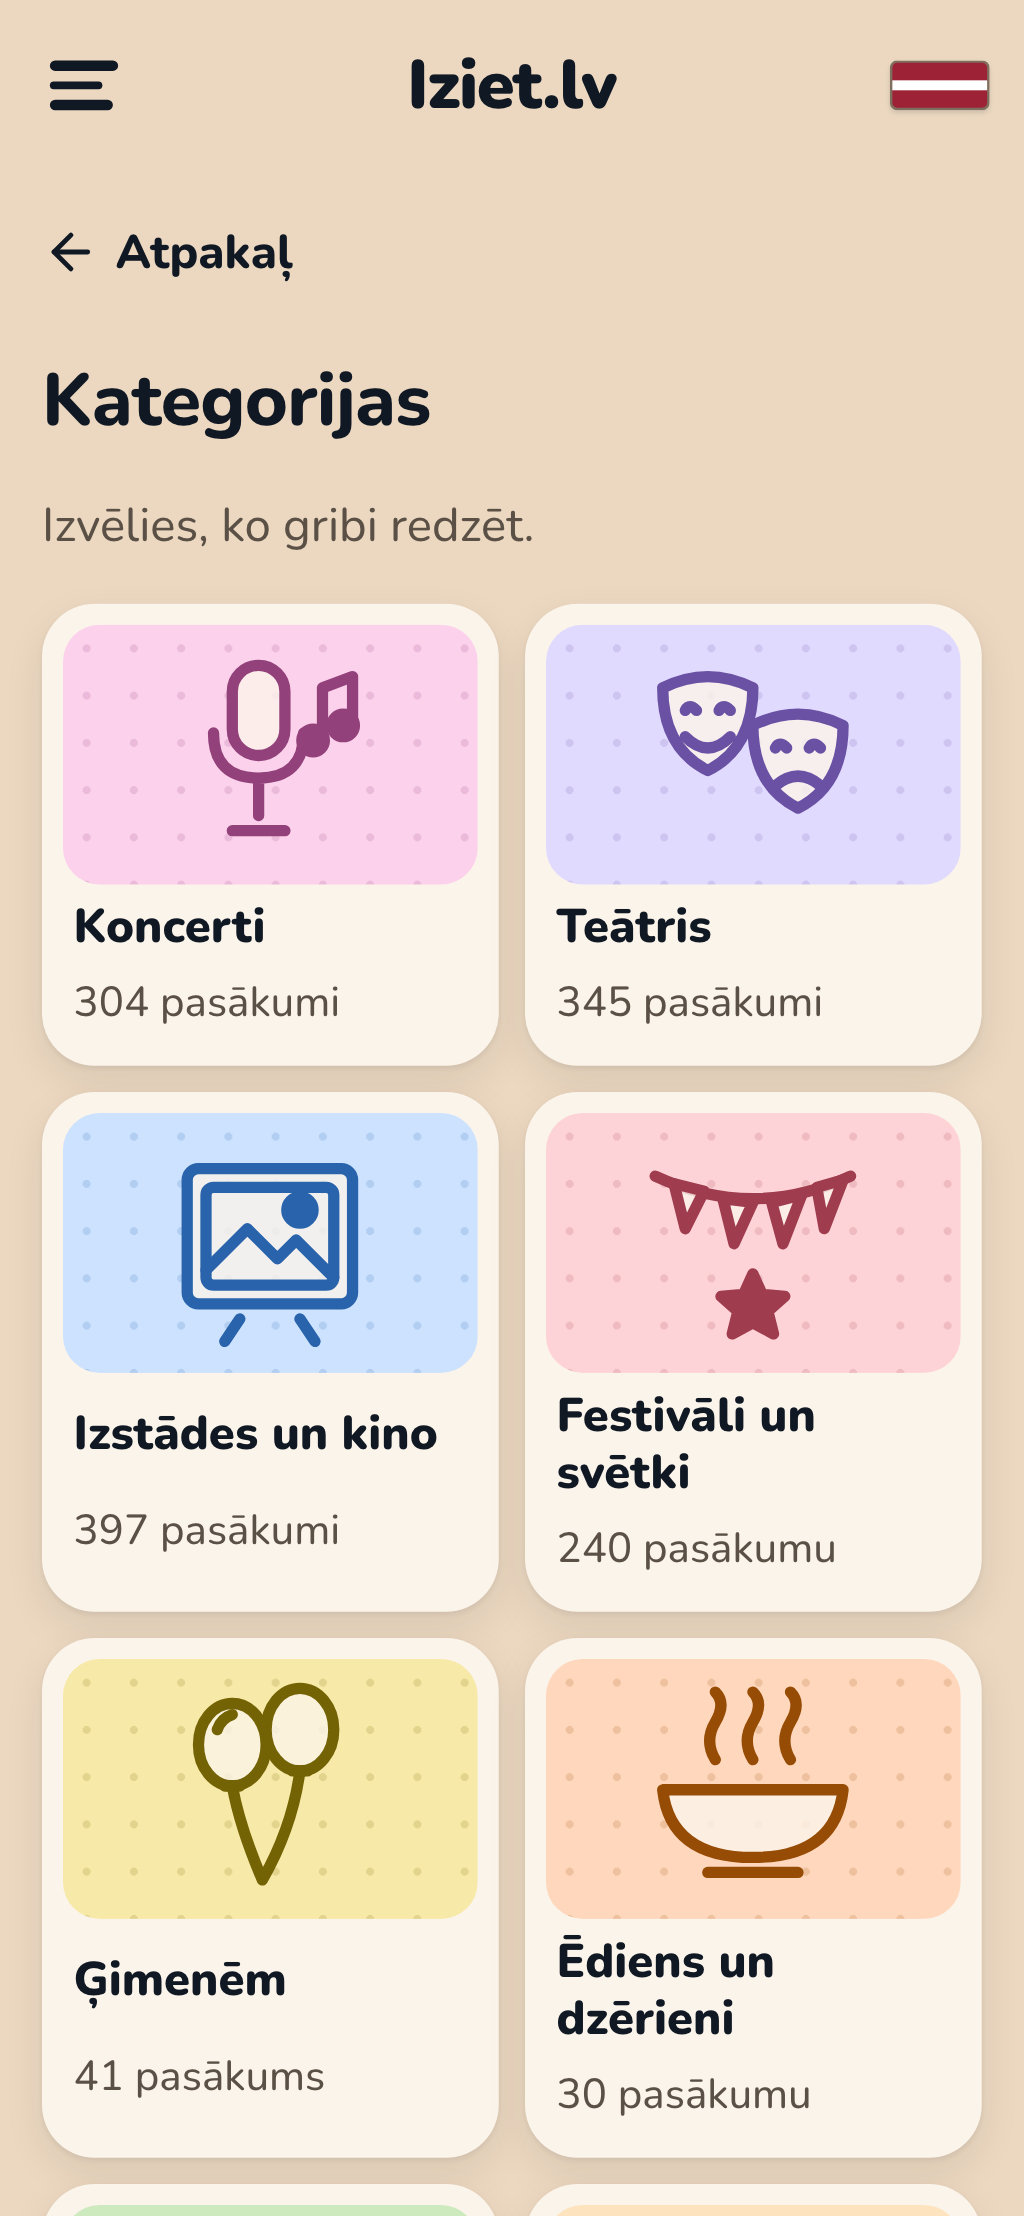 Iziet.lv
Atpakaļ
Kategorijas
Izvēlies, ko gribi redzēt.
Koncerti
304 pasākumi
Teātris
345 pasākumi
Izstādes un kino
397 pasākumi
Festivāli un
svētki
240 pasākumu
Ģimenēm
41 pasākums
Ēdiens un
dzērieni
30 pasākumu